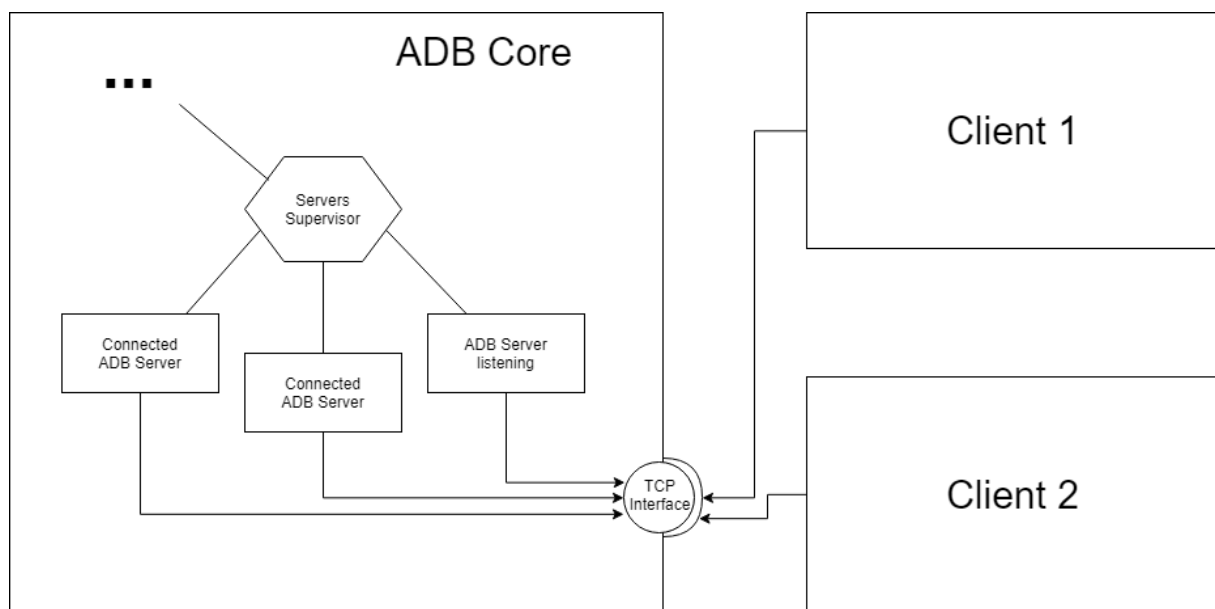 ADB Core
...
Client 1
Servers
Supervisor
Connected
ADB Server
Connected
ADB Server
ADB Server
listening
TCP
Interface
Client 2